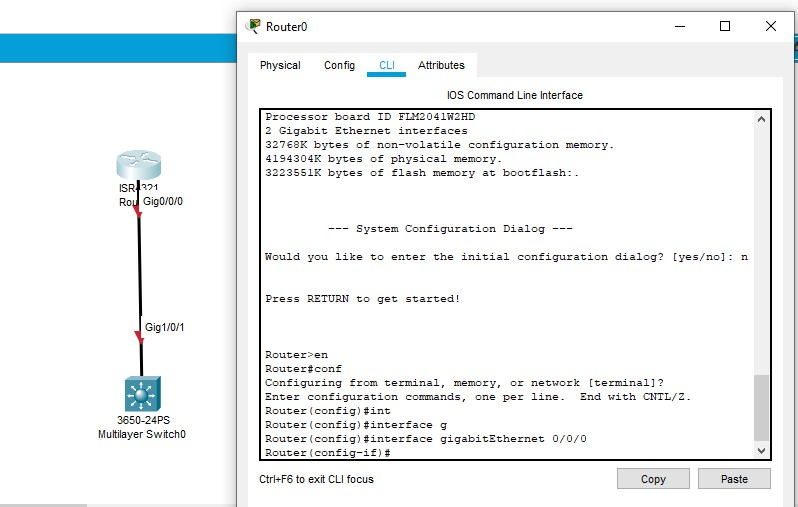 Router0
Physical Config CLI Attributes
IOS Command Line Interface
Processor board ID FLM2041W2HD
2 Gigabit Ethernet interfaces
32768K bytes of non-volatile configuration memory.
4194304K bytes of physical memory.
3223551K bytes of flash memory at bootflash:.
--- System Configuration Dialog ---
Would you like to enter the initial configuration dialog? [yes/no]: n
Press RETURN to get started!
Router>en
Router#conf
Configuring from terminal, memory, or network [terminal]?
Enter configuration commands, one per line.  End with CNTL/Z.
Router(config)#int
Router(config)#interface g
Router(config)#interface gigabitEthernet 0/0/0
Router(config-if)#
Ctrl+F6 to exit CLI focus
Copy Paste
ISR4321
Rou Gig0/0/0
Gig1/0/1
3650-24PS
Multilayer Switch0